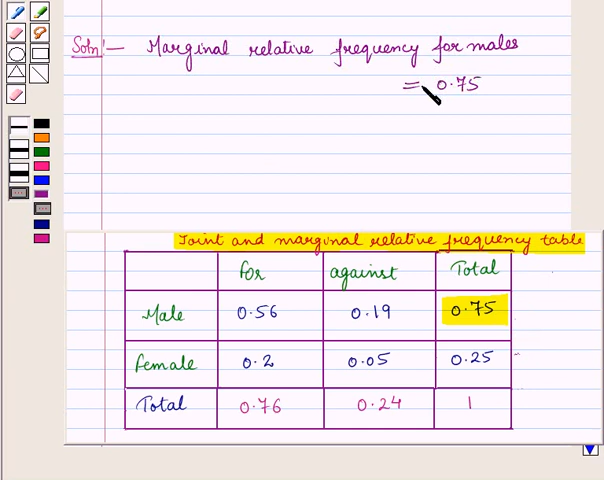 Soln:- Marginal relative frequency for males
= 0.75
Joint and marginal relative frequency table
for against Total
Male 0.56 0.19 0.75
female 0.2 0.05 0.25
Total 0.76 0.24 1